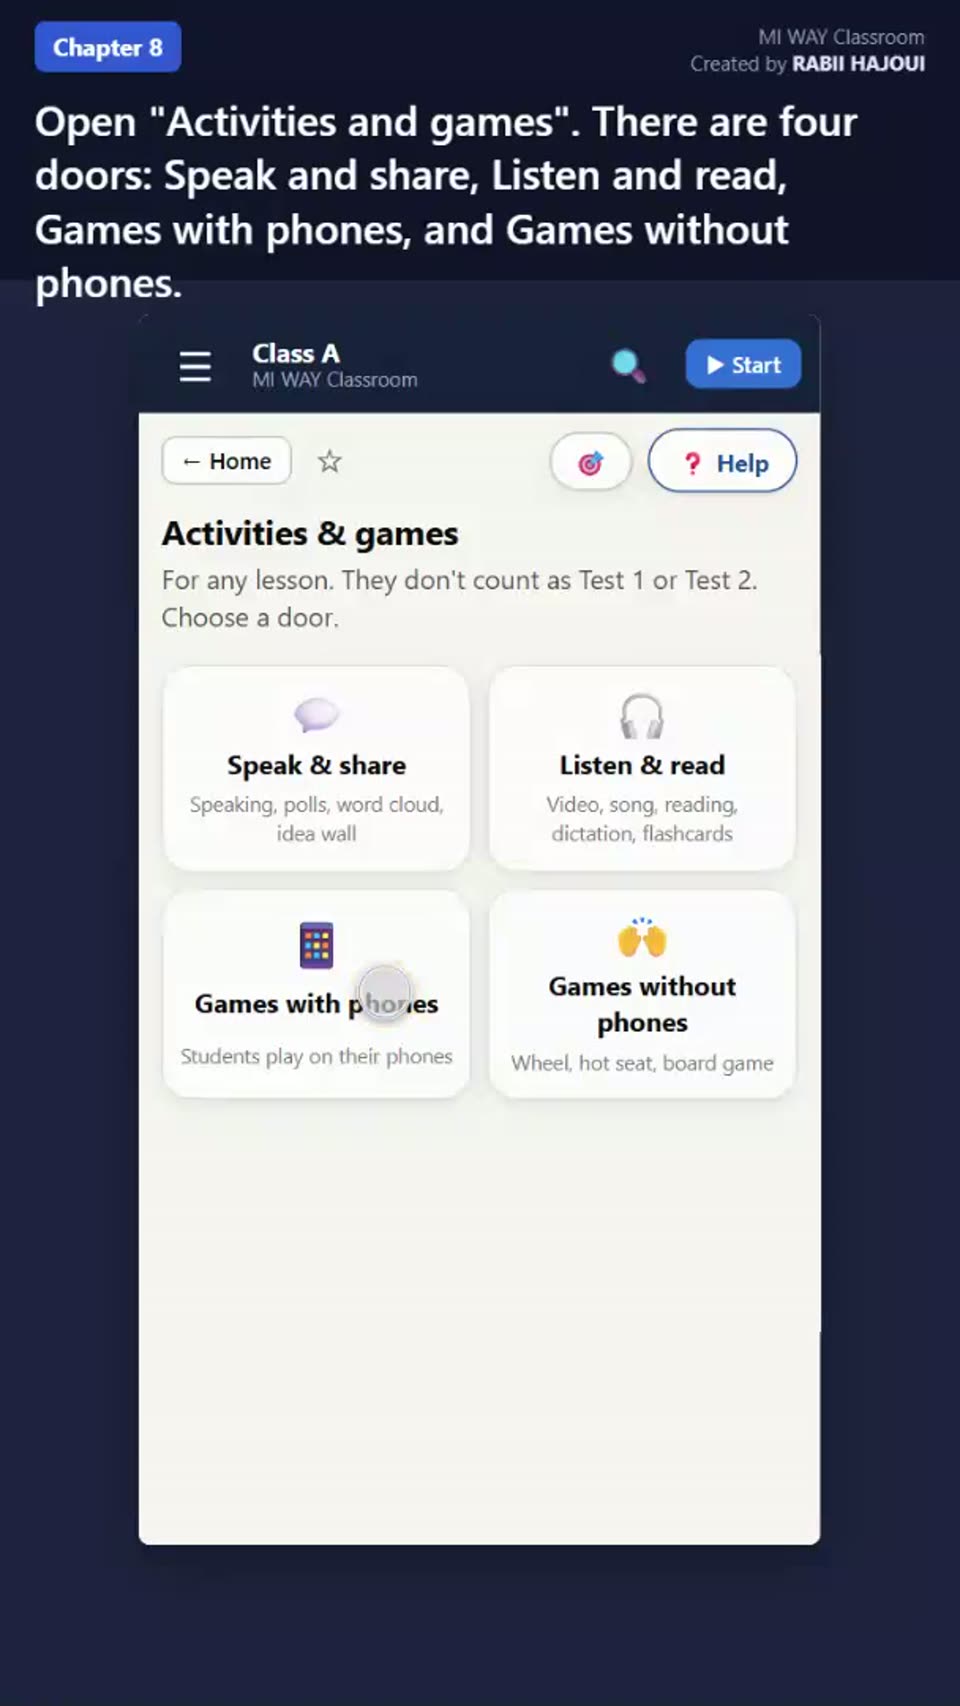 Chapter 8
MI WAY Classroom
Created by RABII HAJOUI
Open "Activities and games". There are four
doors: Speak and share, Listen and read,
Games with phones, and Games without
phones.
Class A
MI WAY Classroom
▶ Start
← Home
☆
❓ Help
Activities & games
For any lesson. They don't count as Test 1 or Test 2.
Choose a door.
Speak & share
Speaking, polls, word cloud,
idea wall
Listen & read
Video, song, reading,
dictation, flashcards
Games with phones
Students play on their phones
Games without
phones
Wheel, hot seat, board game